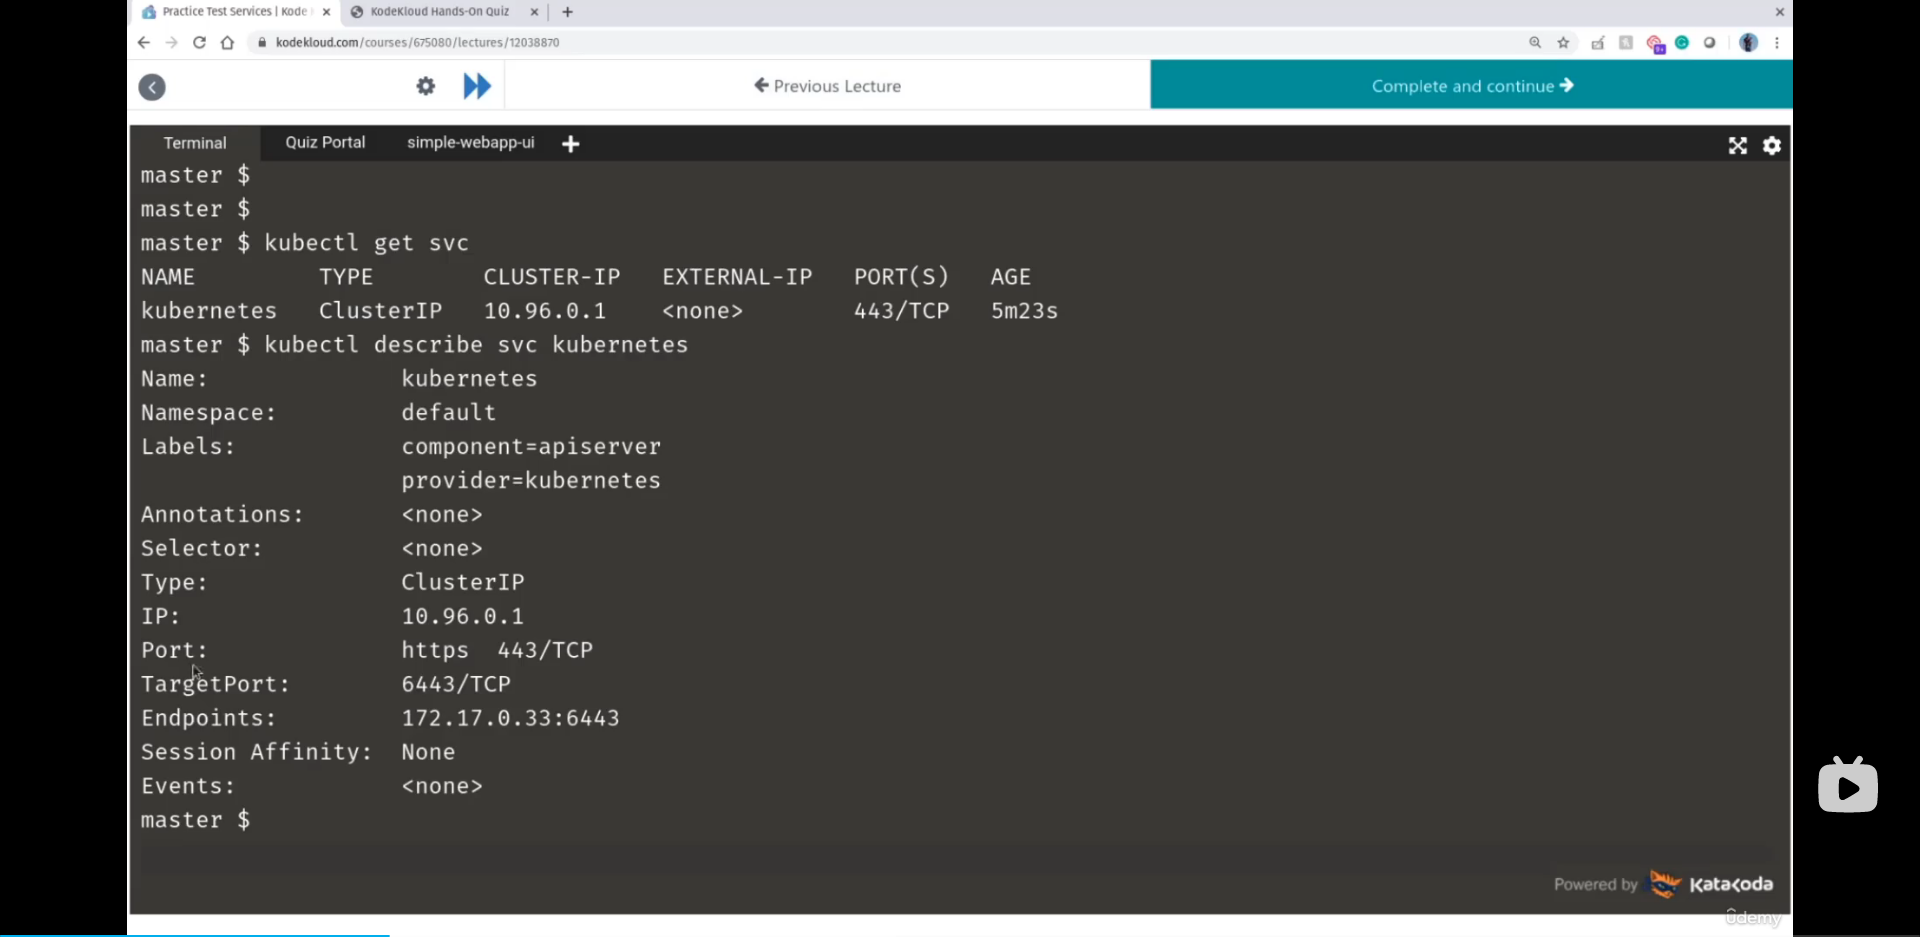 Practice Test Services | Kode
KodeKloud Hands-On Quiz
kodekloud.com/courses/675080/lectures/12038870
Previous Lecture
Complete and continue
Terminal
Quiz Portal
simple-webapp-ui
master $
master $
master $ kubectl get svc
NAME TYPE CLUSTER-IP EXTERNAL-IP PORT(S) AGE
kubernetes ClusterIP 10.96.0.1 <none> 443/TCP 5m23s
master $ kubectl describe svc kubernetes
Name: kubernetes
Namespace: default
Labels: component=apiserver
provider=kubernetes
Annotations: <none>
Selector: <none>
Type: ClusterIP
IP: 10.96.0.1
Port: https 443/TCP
TargetPort: 6443/TCP
Endpoints: 172.17.0.33:6443
Session Affinity: None
Events: <none>
master $
Powered by Katacoda
Udemy